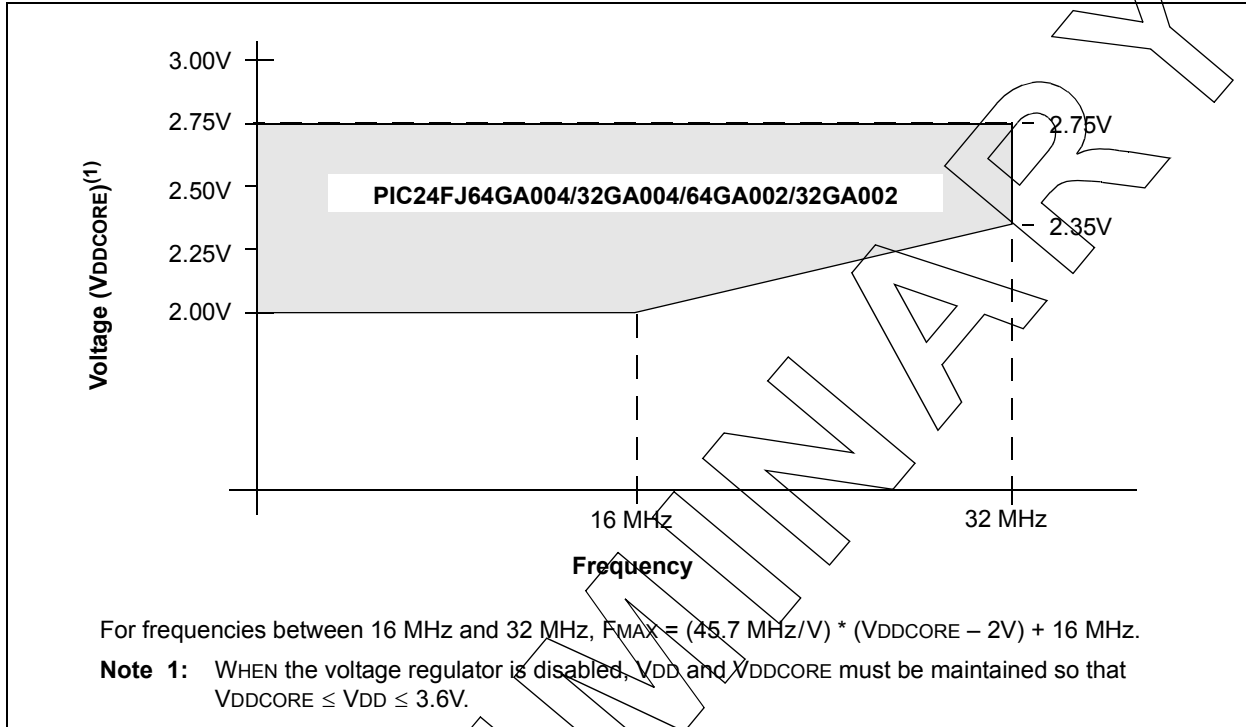 3.00V
2.75V
2.75V
2.50V
PIC24FJ64GA004/32GA004/64GA002/32GA002
2.35V
2.25V
2.00V
Voltage (VDDCORE)(1)
16 MHz
32 MHz
Frequency
For frequencies between 16 MHz and 32 MHz, FMAX = (45.7 MHz/V) * (VDDCORE – 2V) + 16 MHz.
Note 1: WHEN the voltage regulator is disabled, VDD and VDDCORE must be maintained so that
VDDCORE ≤ VDD ≤ 3.6V.
MINARY